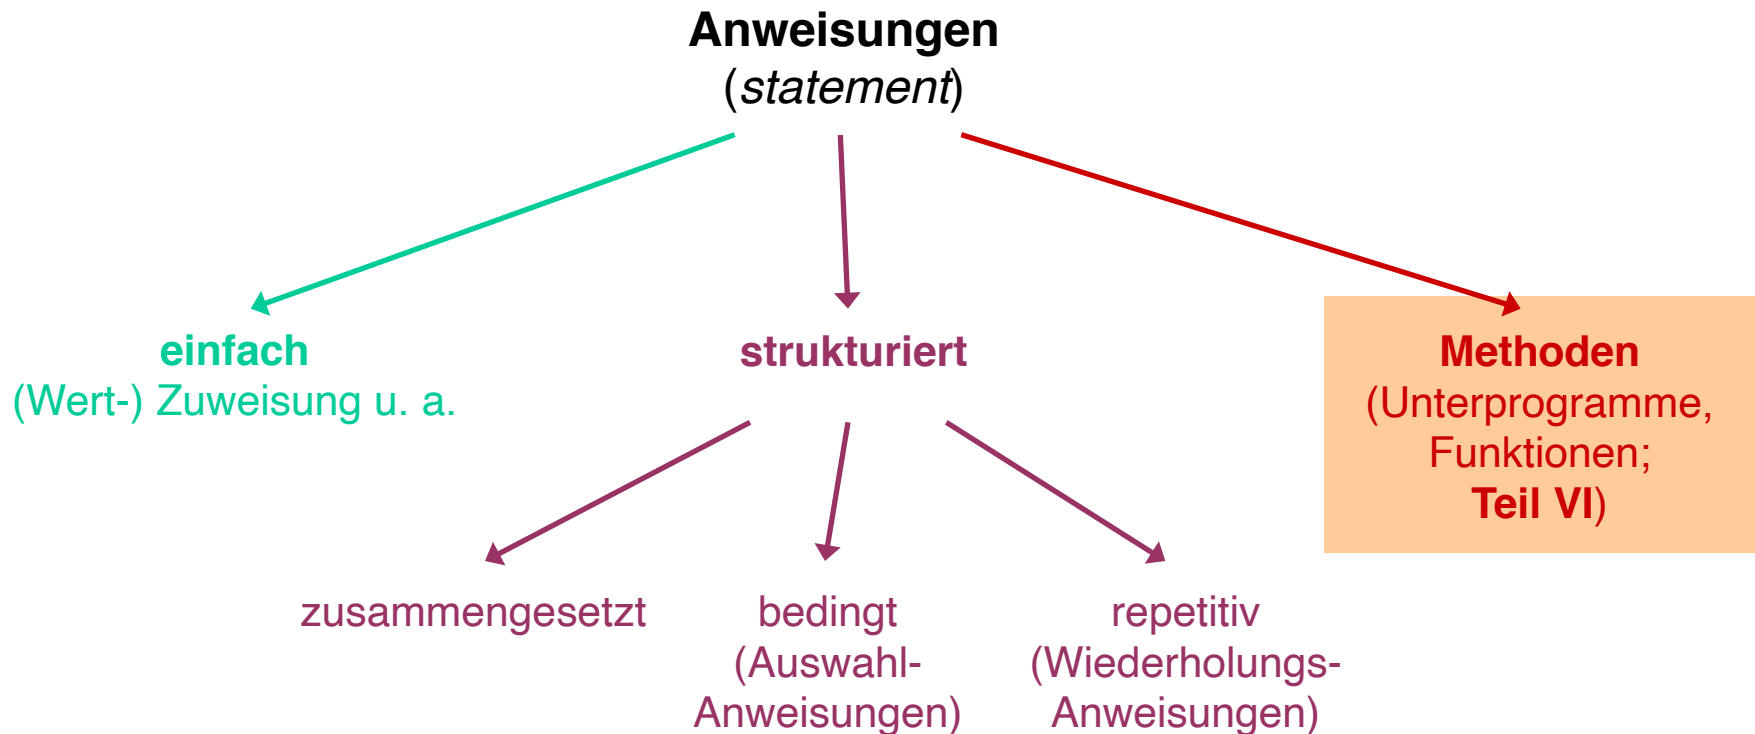 Anweisungen
(statement)
einfach
(Wert-) Zuweisung u. a.
strukturiert
Methoden
(Unterprogramme,
Funktionen;
Teil VI)
zusammengesetzt
bedingt
(Auswahl-
Anweisungen)
repetitiv
(Wiederholungs-
Anweisungen)